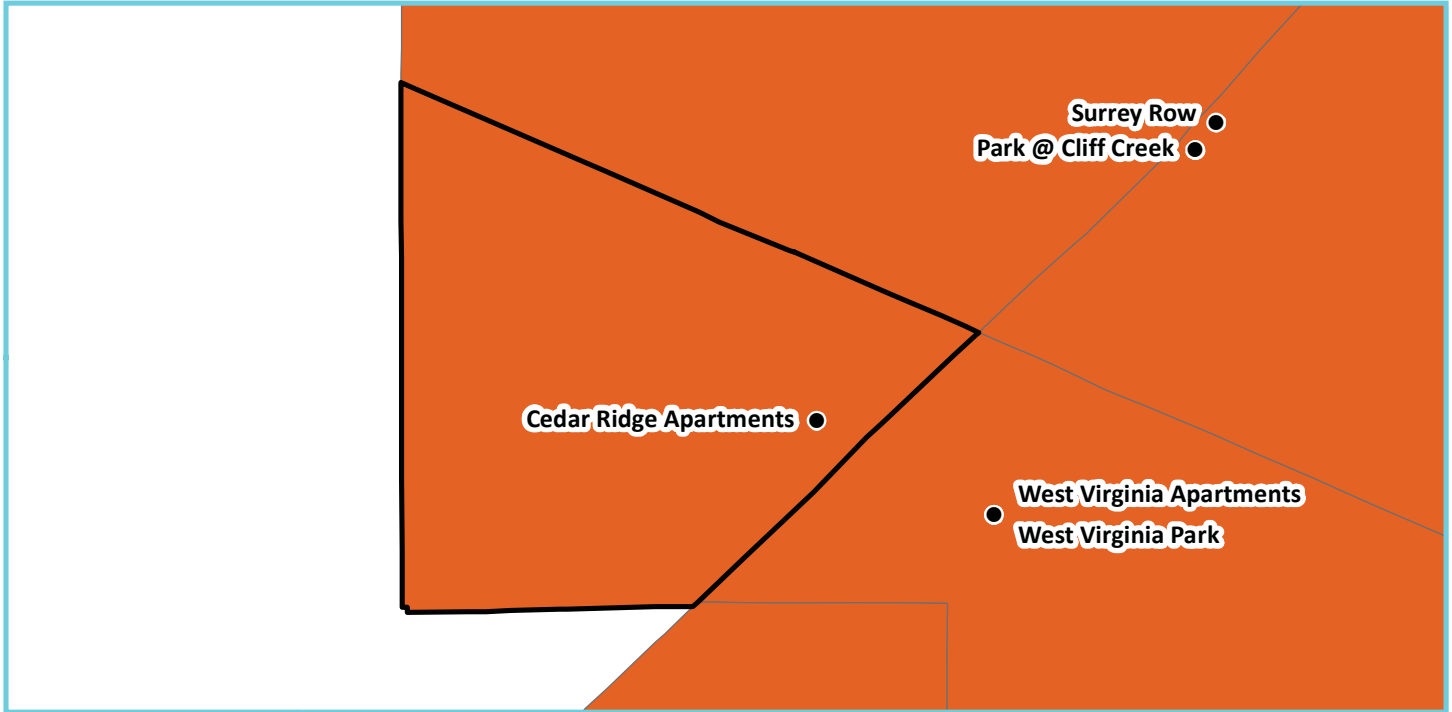 Surrey Row
Park @ Cliff Creek
Cedar Ridge Apartments
West Virginia Apartments
West Virginia Park